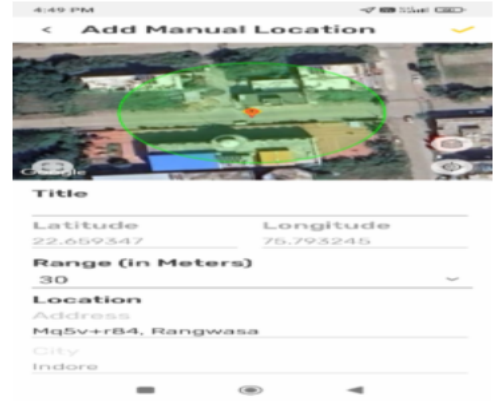 4:49 PM
Add Manual Location
Google
Title
Latitude Longitude
22.659347 75.793245
Range (in Meters)
30
Location
Address
Mq5v+r84, Rangwasa
City
Indore